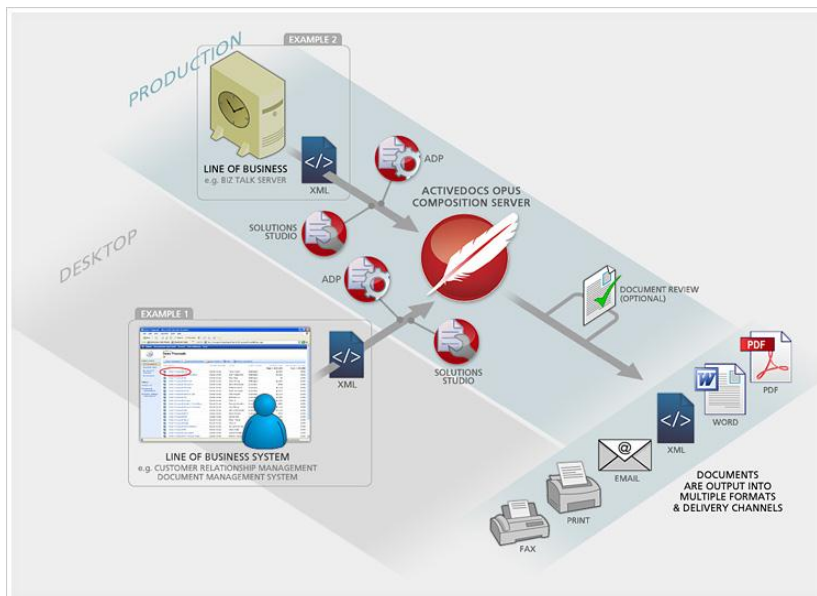 PRODUCTION
EXAMPLE 2
LINE OF BUSINESS
e.g. BIZ TALK SERVER
</>
XML
ADP
SOLUTIONS
STUDIO
ACTIVEDOCS OPUS
COMPOSITION SERVER
DESKTOP
ADP
SOLUTIONS
STUDIO
EXAMPLE 1
</>
XML
LINE OF BUSINESS SYSTEM
e.g. CUSTOMER RELATIONSHIP MANAGEMENT
DOCUMENT MANAGEMENT SYSTEM
DOCUMENT REVIEW
(OPTIONAL)
PDF
PDF
W
WORD
</>
XML
@
EMAIL
PRINT
FAX
DOCUMENTS
ARE OUTPUT INTO
MULTIPLE FORMATS
& DELIVERY CHANNELS